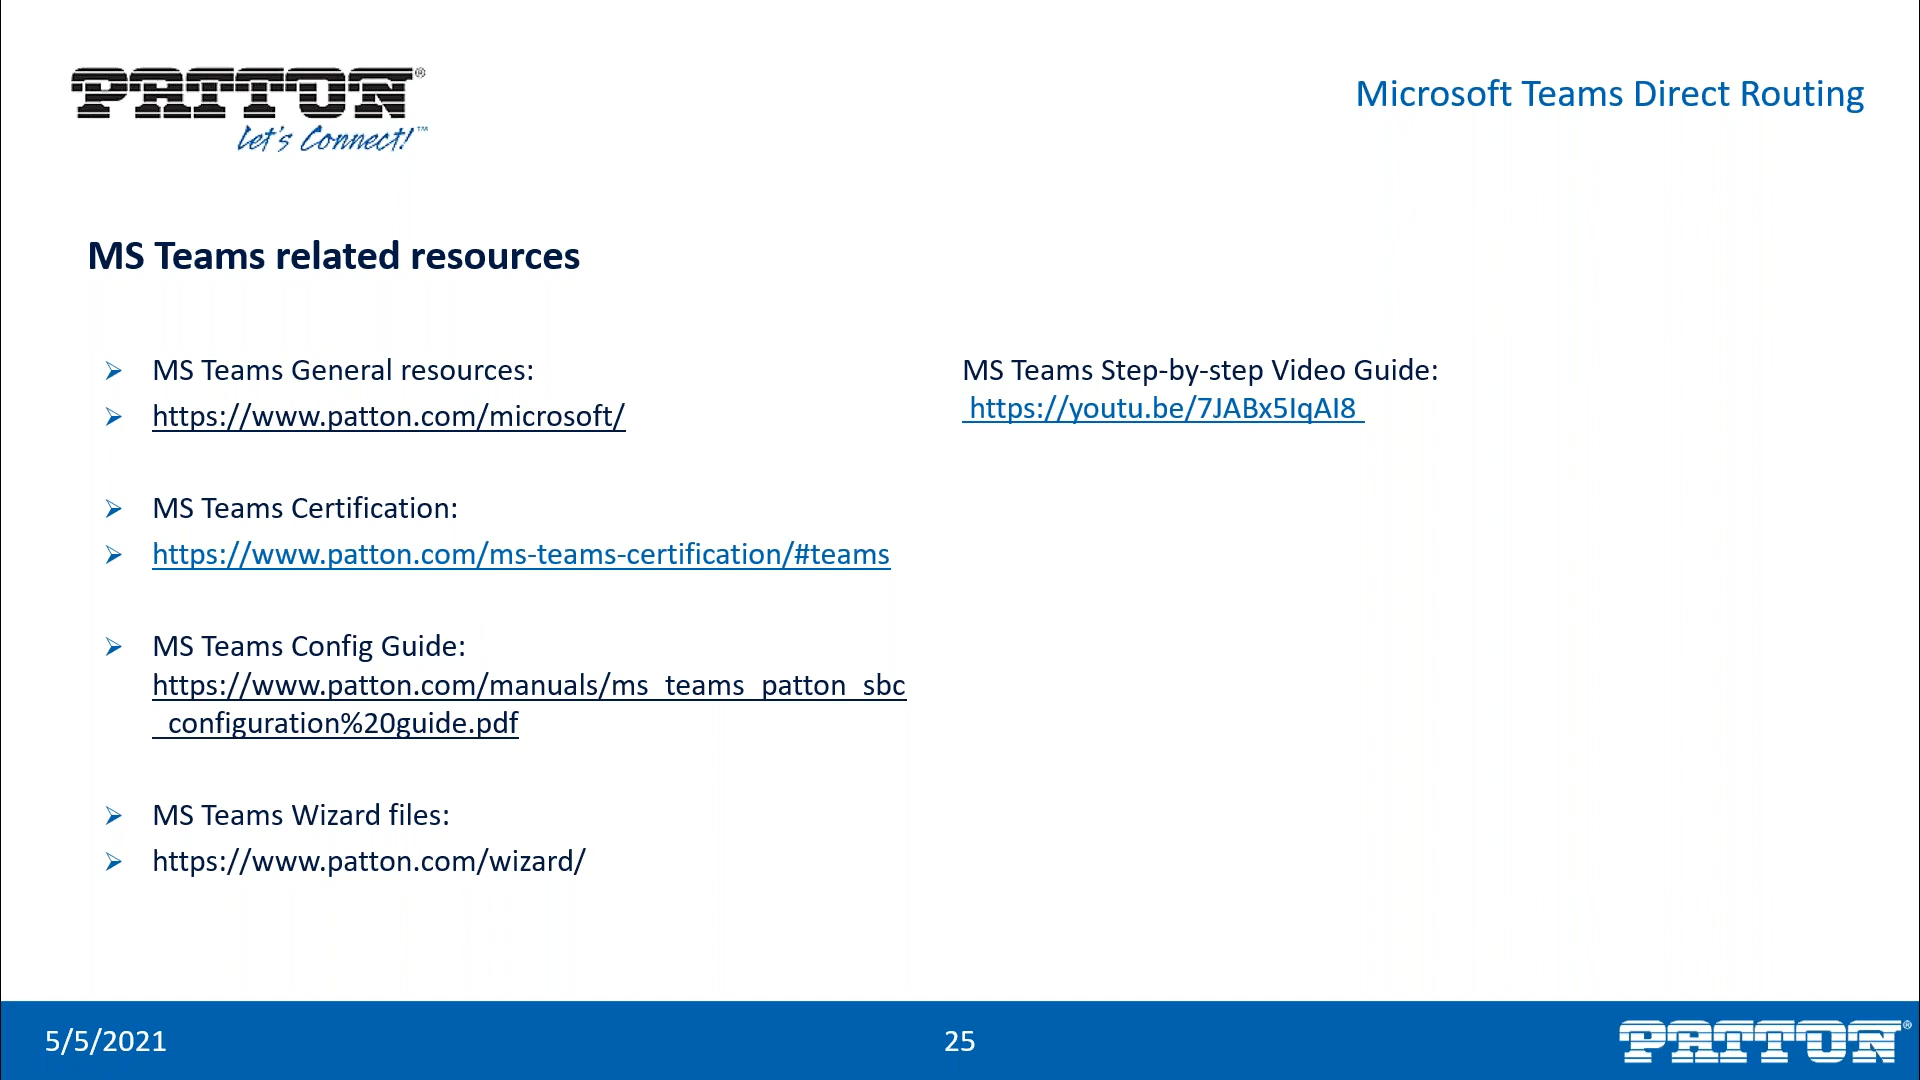 PATTON®
Let's Connect!™
Microsoft Teams Direct Routing
MS Teams related resources
MS Teams General resources:
https://www.patton.com/microsoft/
MS Teams Certification:
https://www.patton.com/ms-teams-certification/#teams
MS Teams Config Guide:
https://www.patton.com/manuals/ms_teams_patton_sbc
_configuration%20guide.pdf
MS Teams Wizard files:
https://www.patton.com/wizard/
MS Teams Step-by-step Video Guide:
https://youtu.be/7JABx5IqAI8
5/5/2021
25
PATTON®